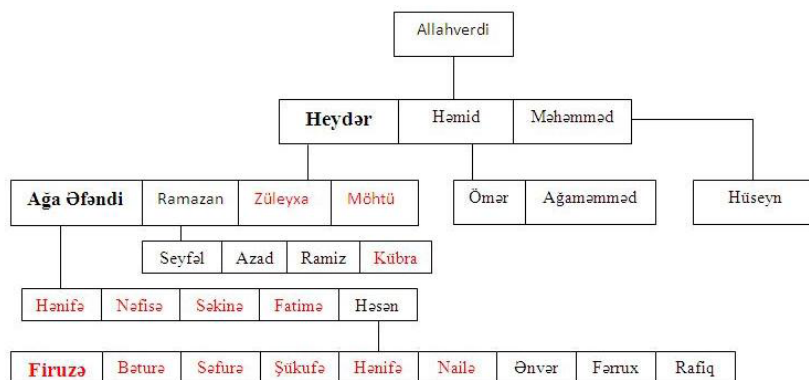 Allahverdi
Heydər Həmid Məhəmməd
Ağa Əfəndi Ramazan Züleyxa Möhtü Ömər Ağaməmməd Hüseyn
Seyfəl Azad Ramiz Kübra
Hənifə Nəfisə Səkinə Fatimə Həsən
Firuzə Bəturə Səfurə Şükufə Hənifə Nailə Ənvər Fərrux Rafiq